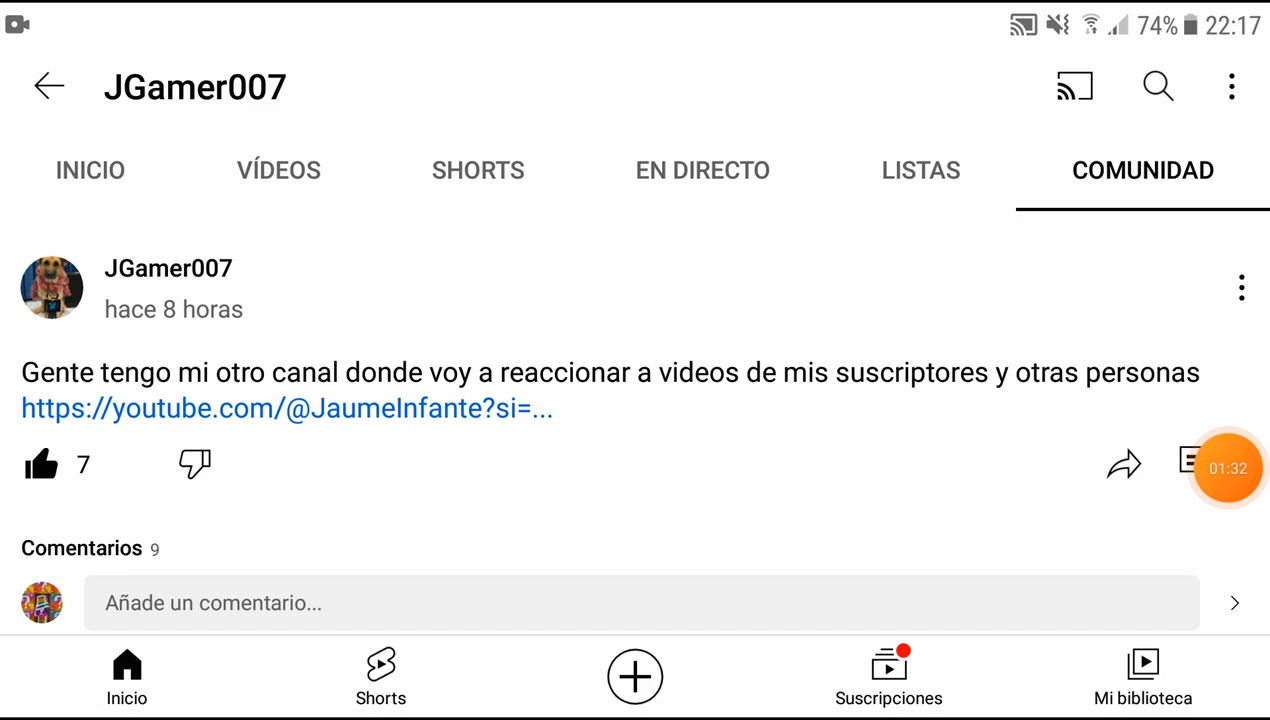 74% 22:17
JGamer007
INICIO VÍDEOS SHORTS EN DIRECTO LISTAS COMUNIDAD
JGamer007
hace 8 horas
Gente tengo mi otro canal donde voy a reaccionar a videos de mis suscriptores y otras personas
https://youtube.com/@JaumeInfante?si=...
7
01:32
Comentarios 9
Añade un comentario...
Inicio Shorts Suscripciones Mi biblioteca